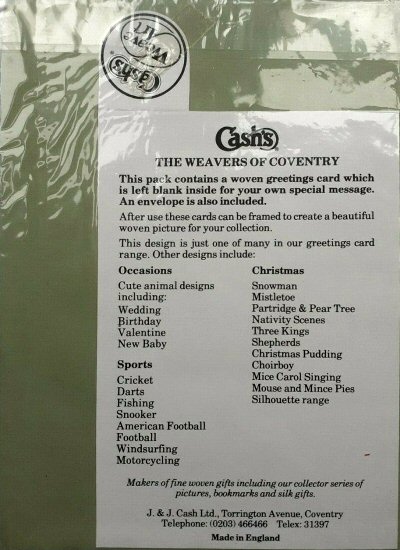 Cash's
WOVEN ART
Cash's
THE WEAVERS OF COVENTRY
This pack contains a woven greetings card which
is left blank inside for your own special message.
An envelope is also included.
After use these cards can be framed to create a beautiful
woven picture for your collection.
This design is just one of many in our greetings card
range. Other designs include:
Occasions
Cute animal designs
including:
Wedding
Birthday
Valentine
New Baby
Sports
Cricket
Darts
Fishing
Snooker
American Football
Football
Windsurfing
Motorcycling
Christmas
Snowman
Mistletoe
Partridge & Pear Tree
Nativity Scenes
Three Kings
Shepherds
Christmas Pudding
Choirboy
Mice Carol Singing
Mouse and Mince Pies
Silhouette range
Makers of fine woven gifts including our collector series of
pictures, bookmarks and silk gifts.
J. & J. Cash Ltd., Torrington Avenue, Coventry
Telephone: (0203) 466466 Telex: 31397
Made in England